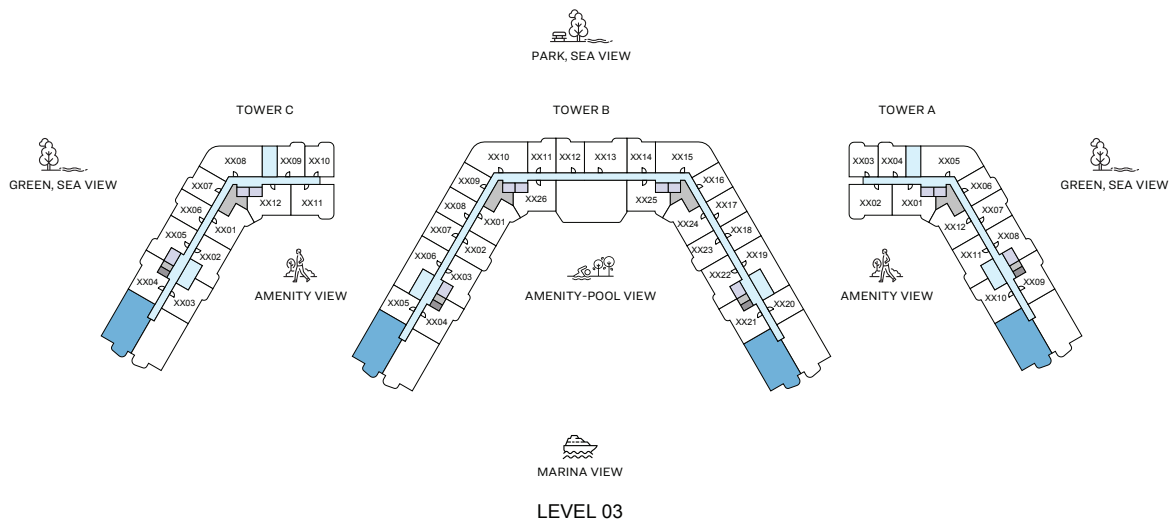 PARK, SEA VIEW
TOWER C
TOWER B
TOWER A
GREEN, SEA VIEW
GREEN, SEA VIEW
XX08
XX09
XX10
XX07
XX06
XX05
XX04
XX03
XX02
XX01
XX12
XX11
XX10
XX11
XX12
XX13
XX14
XX15
XX09
XX08
XX07
XX06
XX05
XX04
XX03
XX02
XX01
XX26
XX25
XX24
XX23
XX22
XX21
XX16
XX17
XX18
XX19
XX20
XX03
XX04
XX05
XX02
XX01
XX06
XX07
XX08
XX09
XX12
XX11
XX10
AMENITY VIEW
AMENITY-POOL VIEW
AMENITY VIEW
MARINA VIEW
LEVEL 03